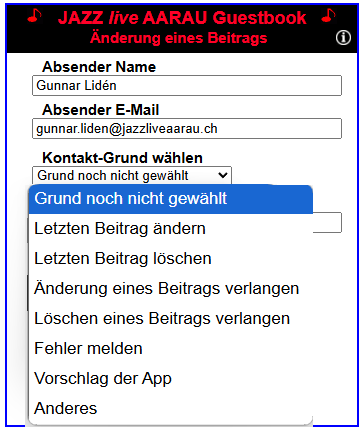 JAZZ live AARAU Guestbook
Änderung eines Beitrags
Absender Name
Gunnar Lidén
Absender E-Mail
gunnar.liden@jazzliveaarau.ch
Kontakt-Grund wählen
Grund noch nicht gewählt
Grund noch nicht gewählt
Letzten Beitrag ändern
Letzten Beitrag löschen
Änderung eines Beitrags verlangen
Löschen eines Beitrags verlangen
Fehler melden
Vorschlag der App
Anderes